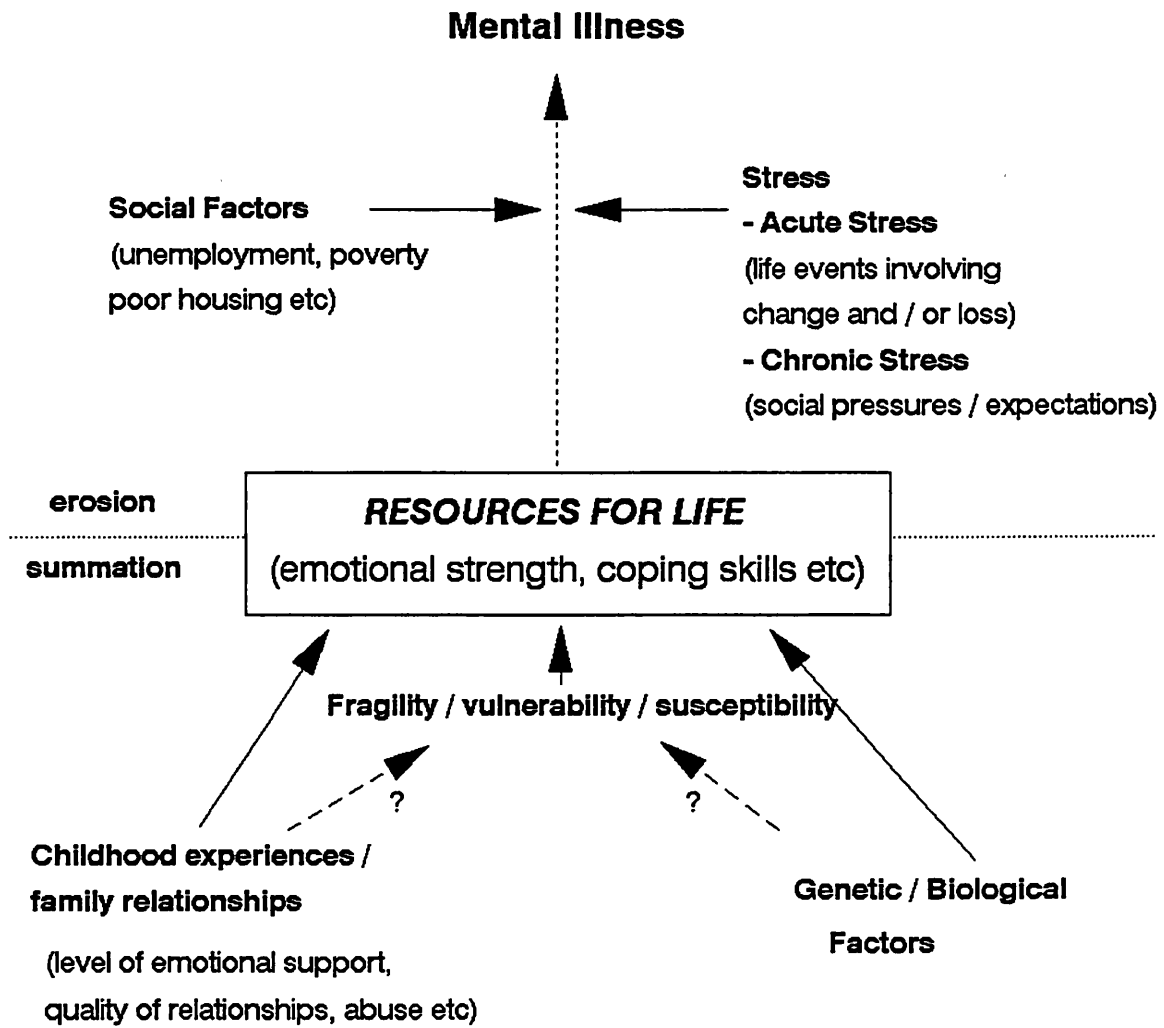 Mental Illness
Social Factors
(unemployment, poverty
poor housing etc)
Stress
- Acute Stress
(life events involving
change and / or loss)
- Chronic Stress
(social pressures / expectations)
erosion
summation
RESOURCES FOR LIFE
(emotional strength, coping skills etc)
Fragility / vulnerability / susceptibility
?
?
Childhood experiences /
family relationships
(level of emotional support,
quality of relationships, abuse etc)
Genetic / Biological
Factors